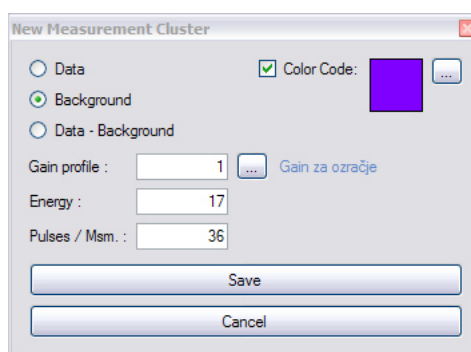 New Measurement Cluster
Data
Color Code:
...
Background
Data - Background
Gain profile :
1
...
Gain za ozračje
Energy :
17
Pulses / Msm. :
36
Save
Cancel